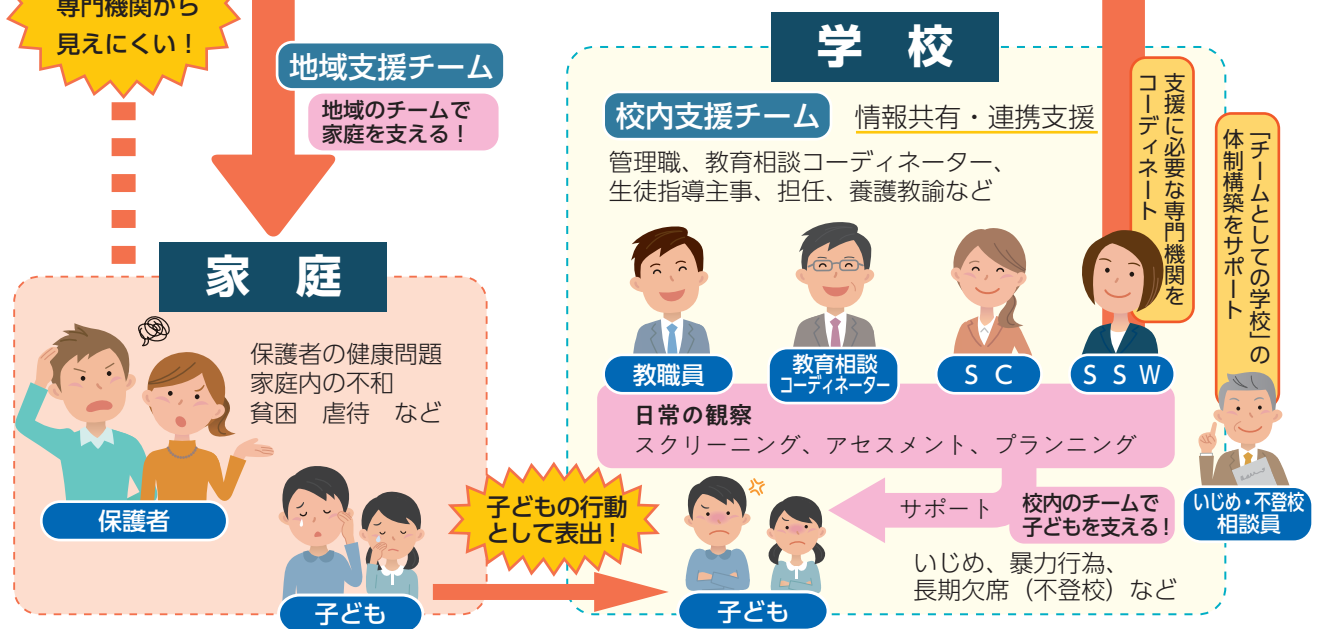 専門機関から
見えにくい！
地域支援チーム
地域のチームで
家庭を支える！
家 庭
保護者の健康問題
家庭内の不和
貧困　虐待　など
保護者
子ども
子どもの行動
として表出！
学 校
校内支援チーム
情報共有・連携支援
管理職、教育相談コーディネーター、
生徒指導主事、担任、養護教諭など
教職員
教育相談
コーディネーター
S C
S S W
支援に必要な専門機関を
コーディネート
「チームとしての学校」の
体制構築をサポート
いじめ・不登校
相談員
日常の観察
スクリーニング、アセスメント、プランニング
サポート
校内のチームで
子どもを支える！
いじめ、暴力行為、
長期欠席（不登校）など
子ども